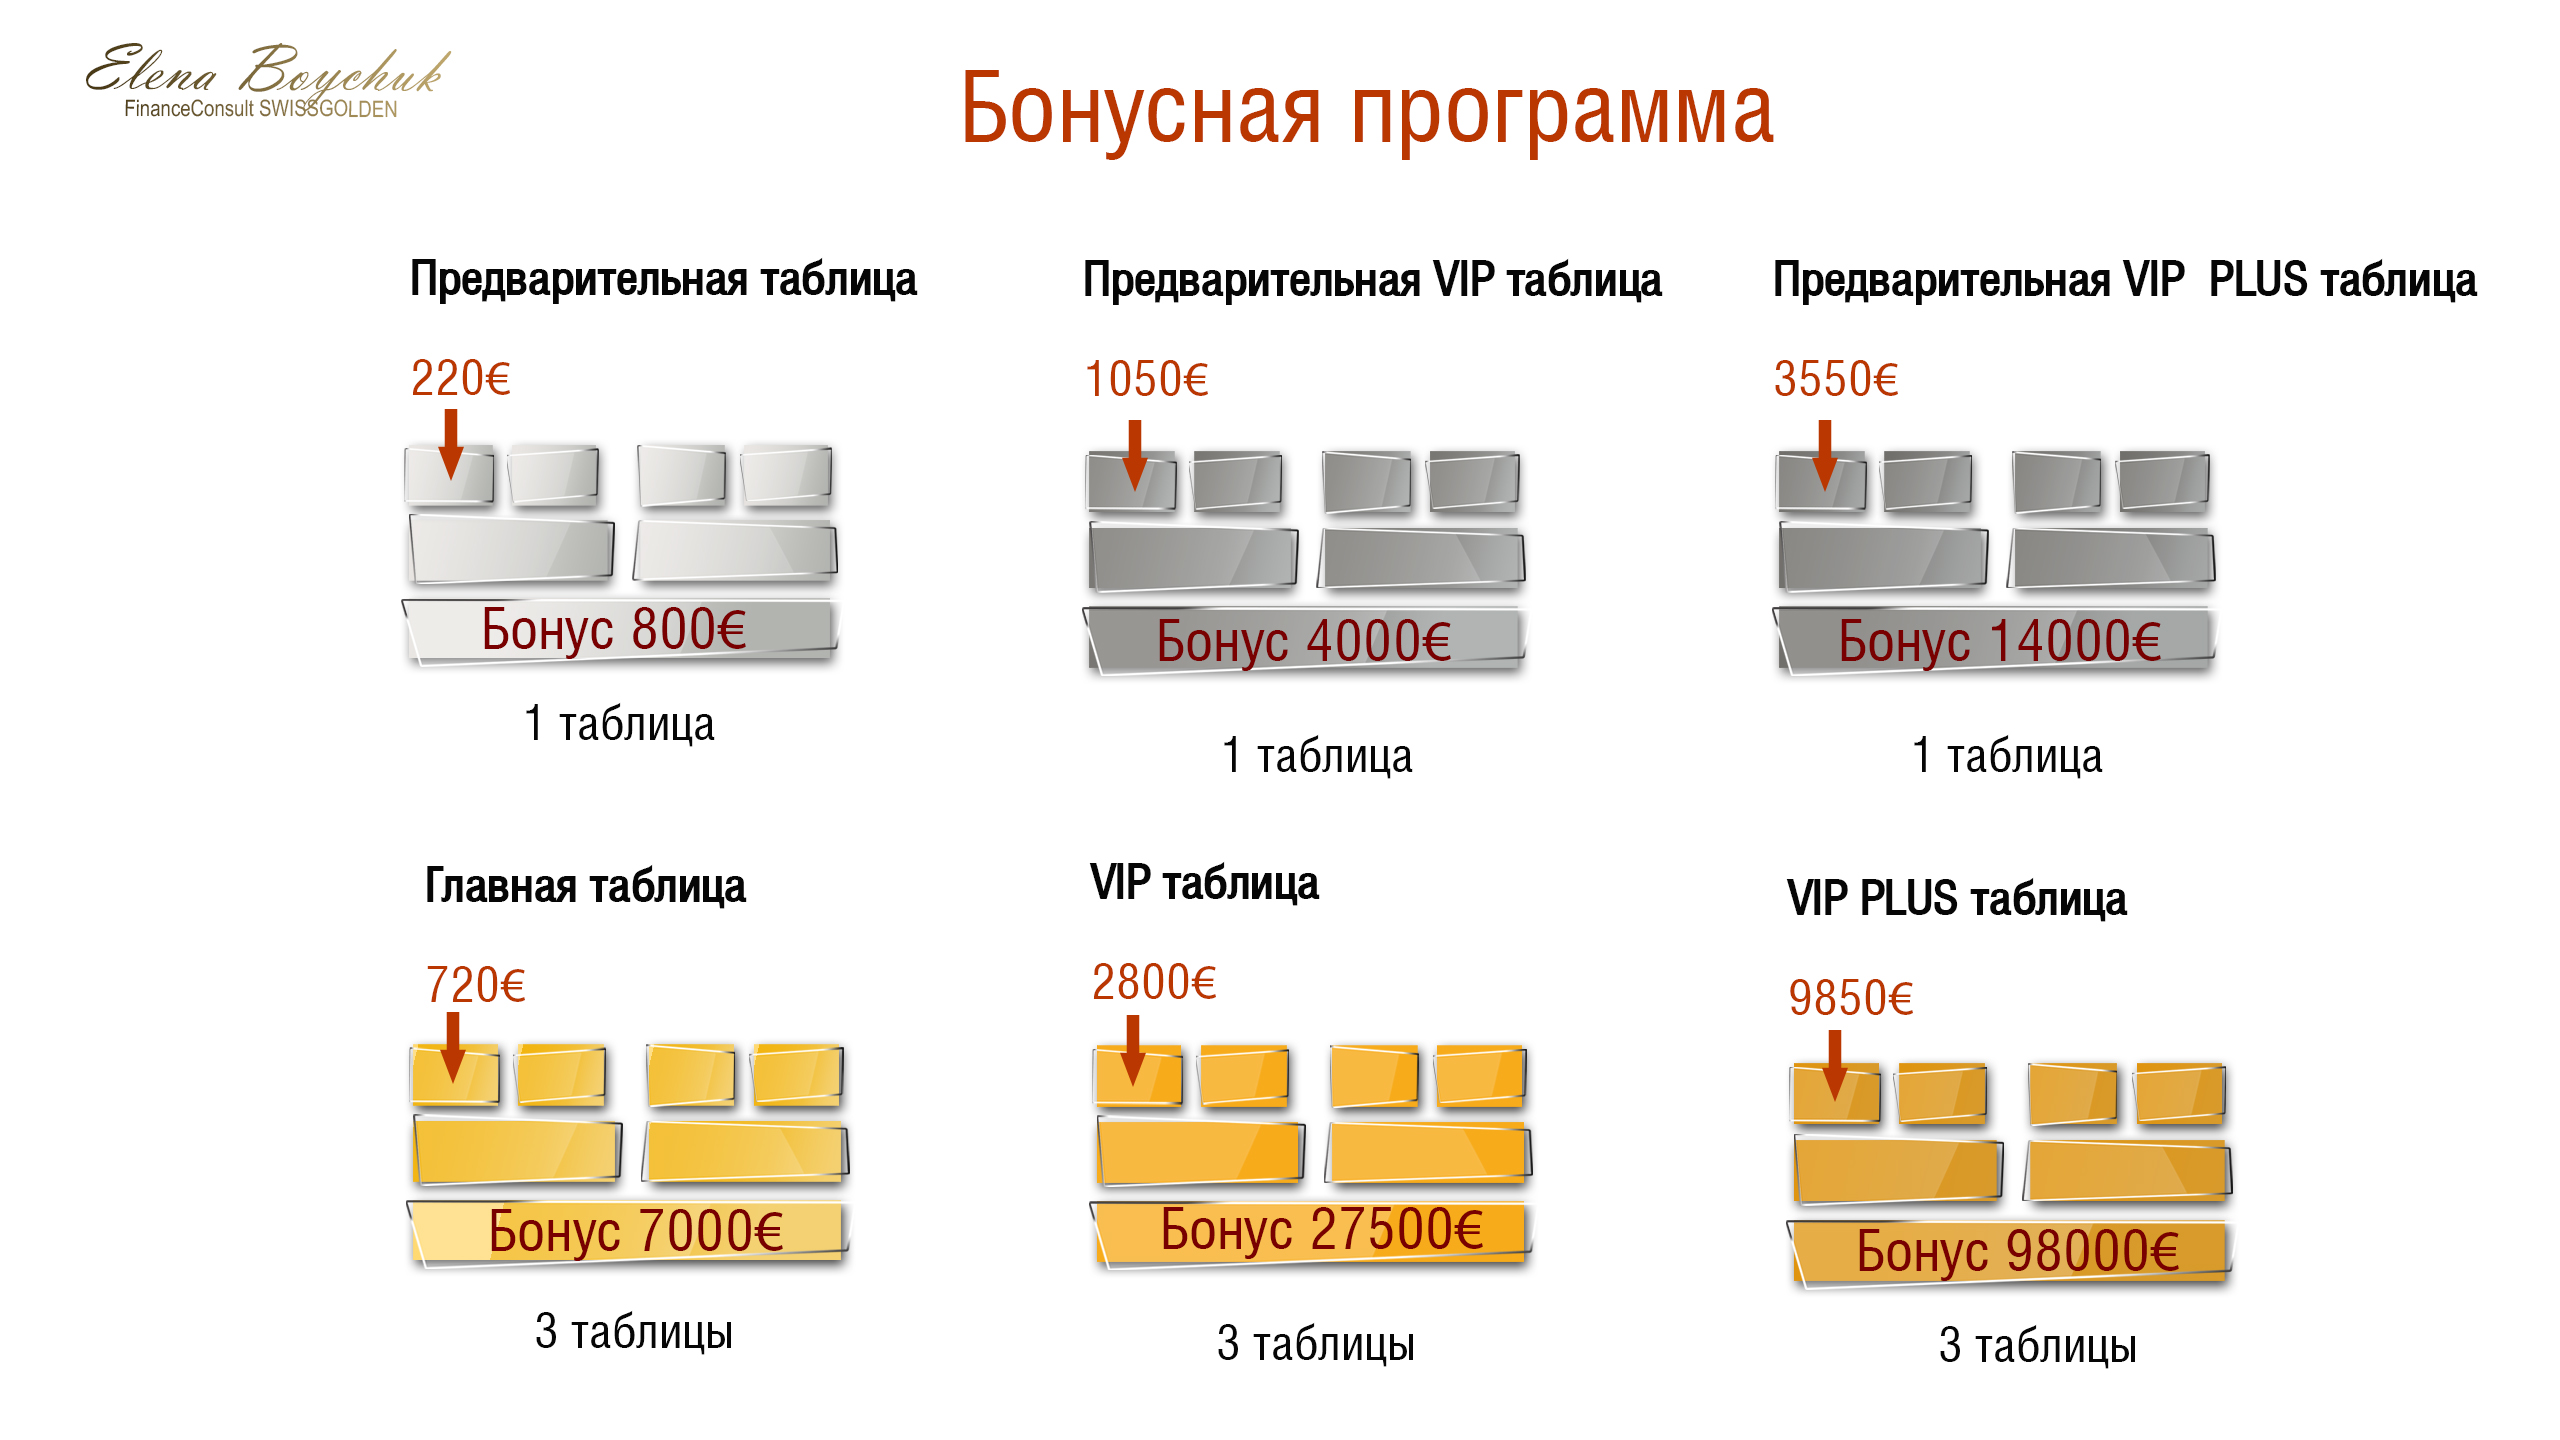 Elena Boychuk
FinanceConsult SWISSGOLDEN
Бонусная программа
Предварительная таблица
220€
Бонус 800€
1 таблица
Предварительная VIP таблица
1050€
Бонус 4000€
1 таблица
Предварительная VIP PLUS таблица
3550€
Бонус 14000€
1 таблица
Главная таблица
720€
Бонус 7000€
3 таблицы
VIP таблица
2800€
Бонус 27500€
3 таблицы
VIP PLUS таблица
9850€
Бонус 98000€
3 таблицы